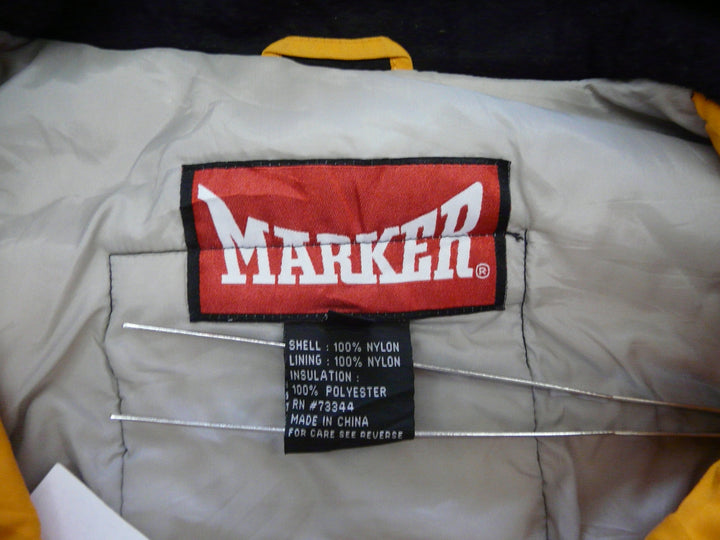 MARKER®
SHELL : 100% NYLON
LINING : 100% NYLON
INSULATION :
100% POLYESTER
RN #73344
MADE IN CHINA
FOR CARE SEE REVERSE